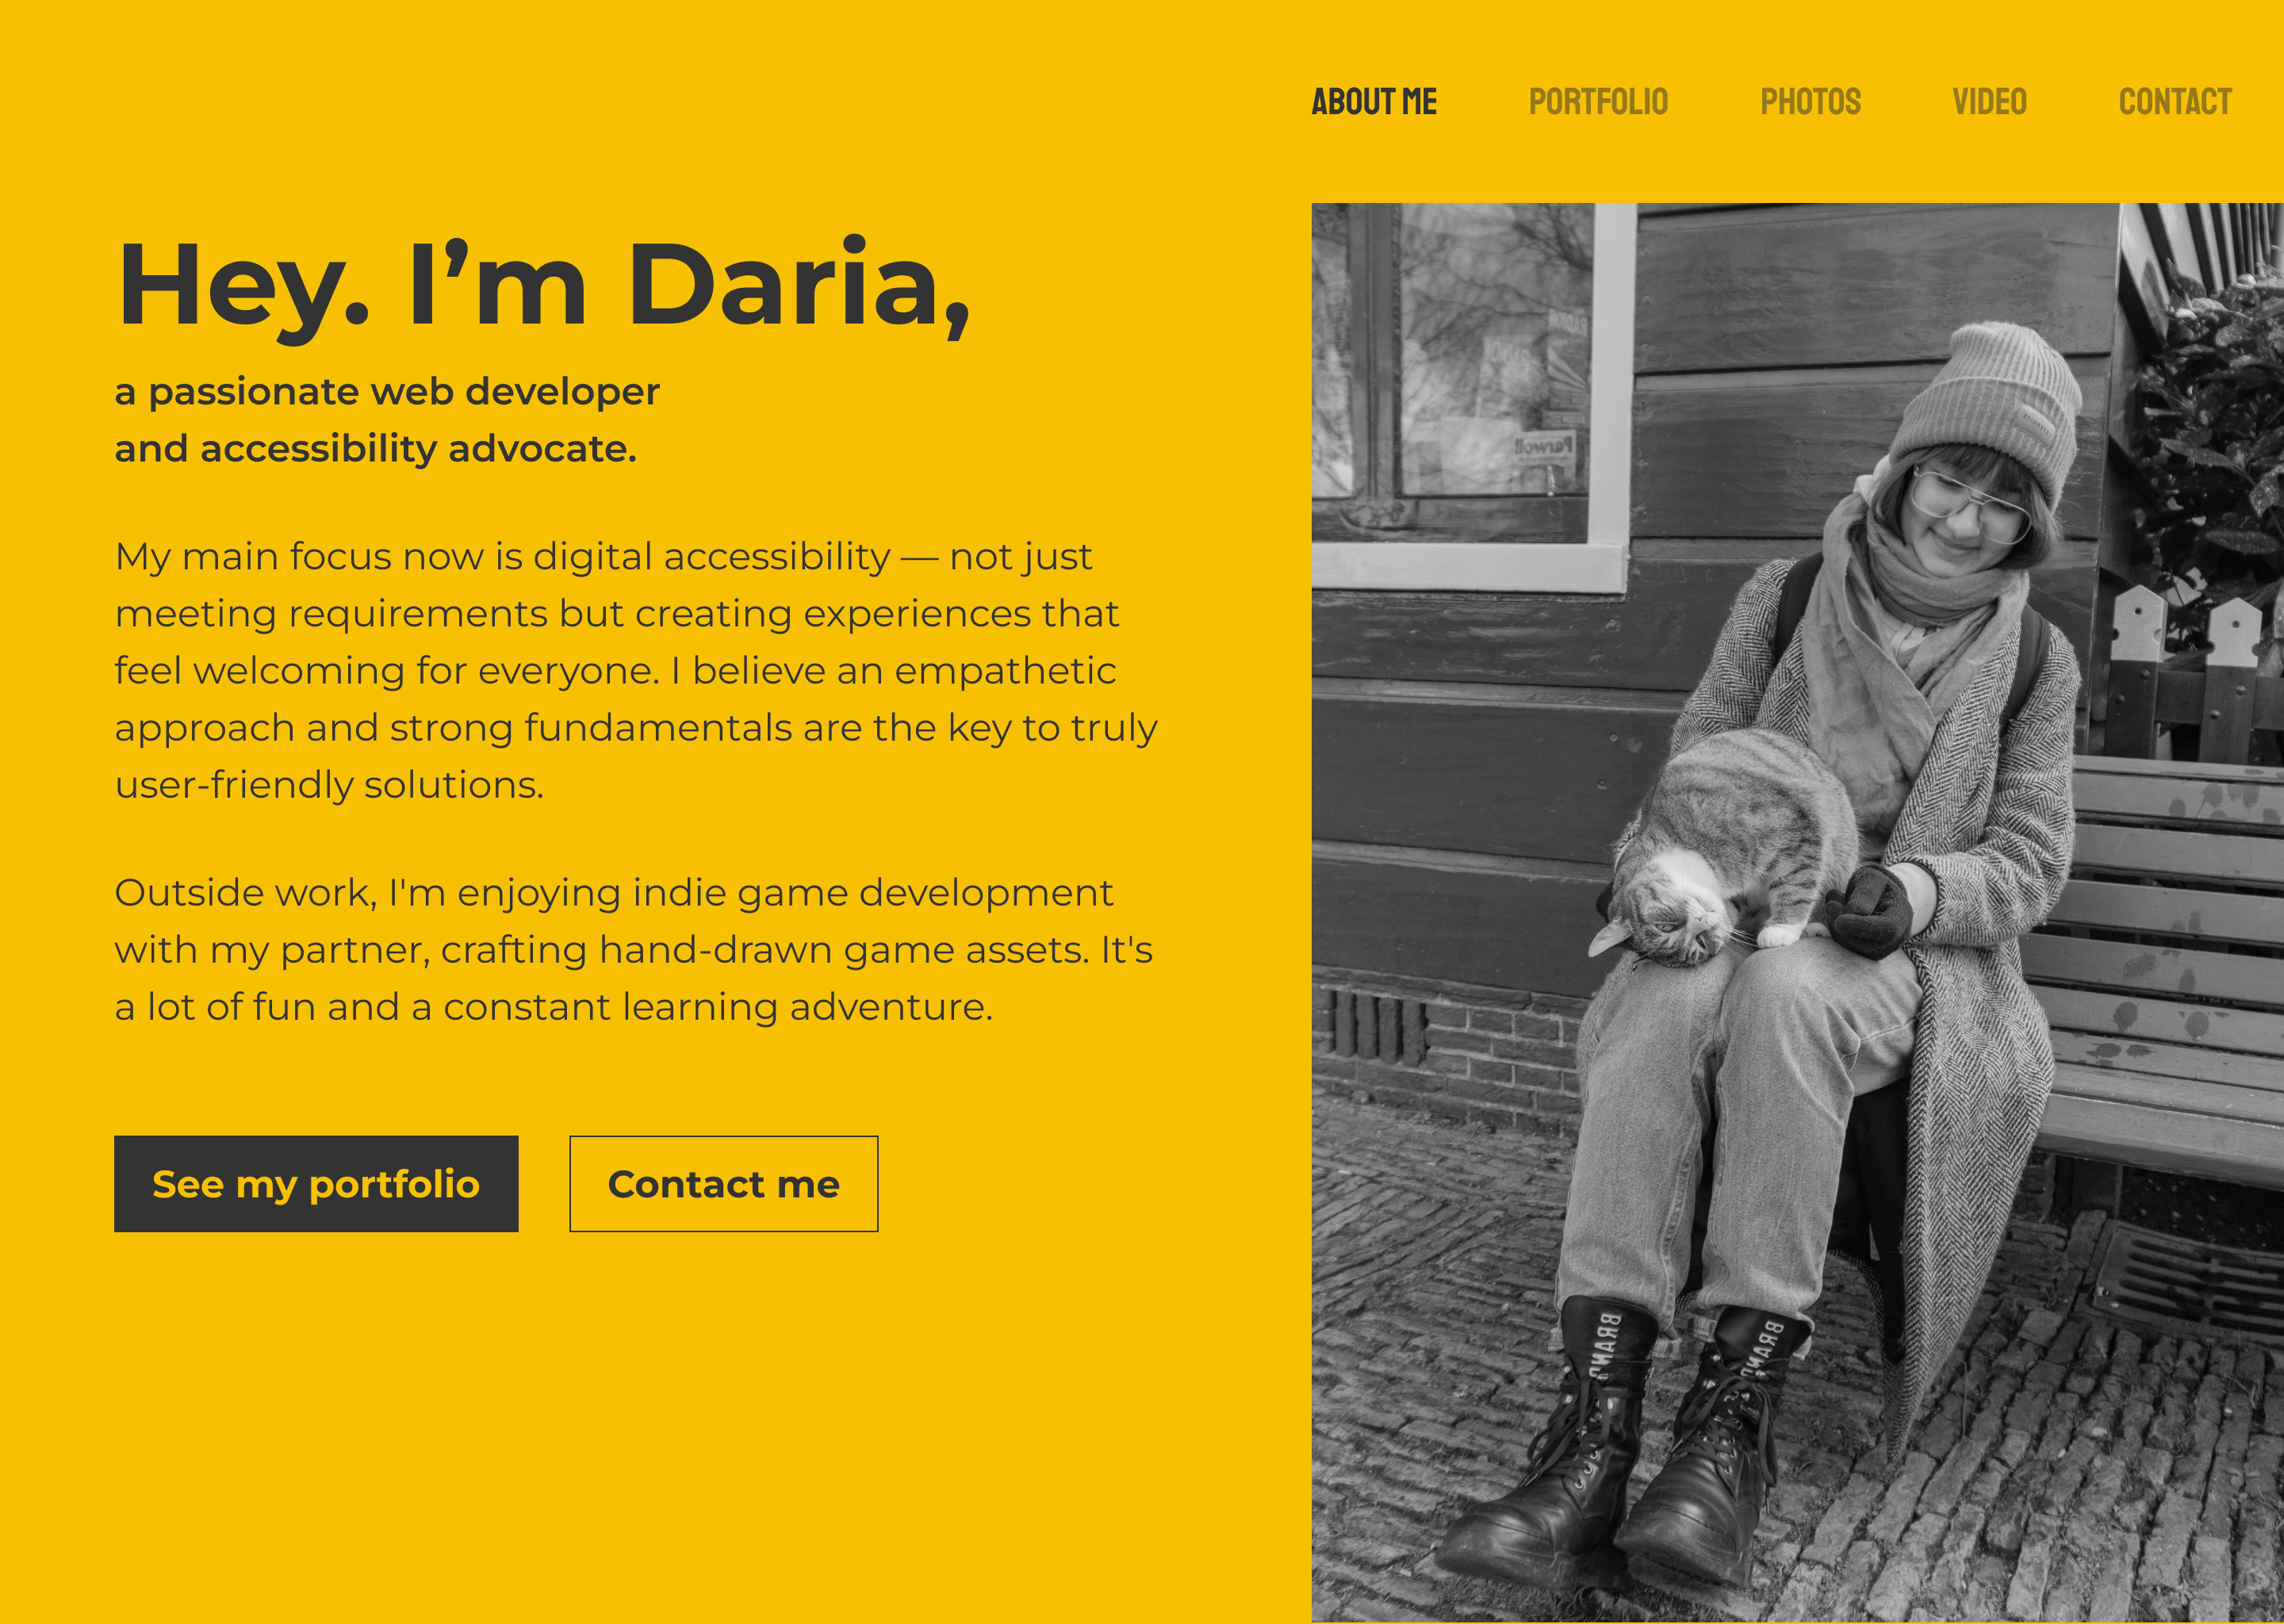 ABOUT ME PORTFOLIO PHOTOS VIDEO CONTACT
Hey. I’m Daria,
a passionate web developer
and accessibility advocate.
My main focus now is digital accessibility — not just
meeting requirements but creating experiences that
feel welcoming for everyone. I believe an empathetic
approach and strong fundamentals are the key to truly
user-friendly solutions.
Outside work, I'm enjoying indie game development
with my partner, crafting hand-drawn game assets. It's
a lot of fun and a constant learning adventure.
See my portfolio
Contact me
Perwoll
BRAND
BRAND